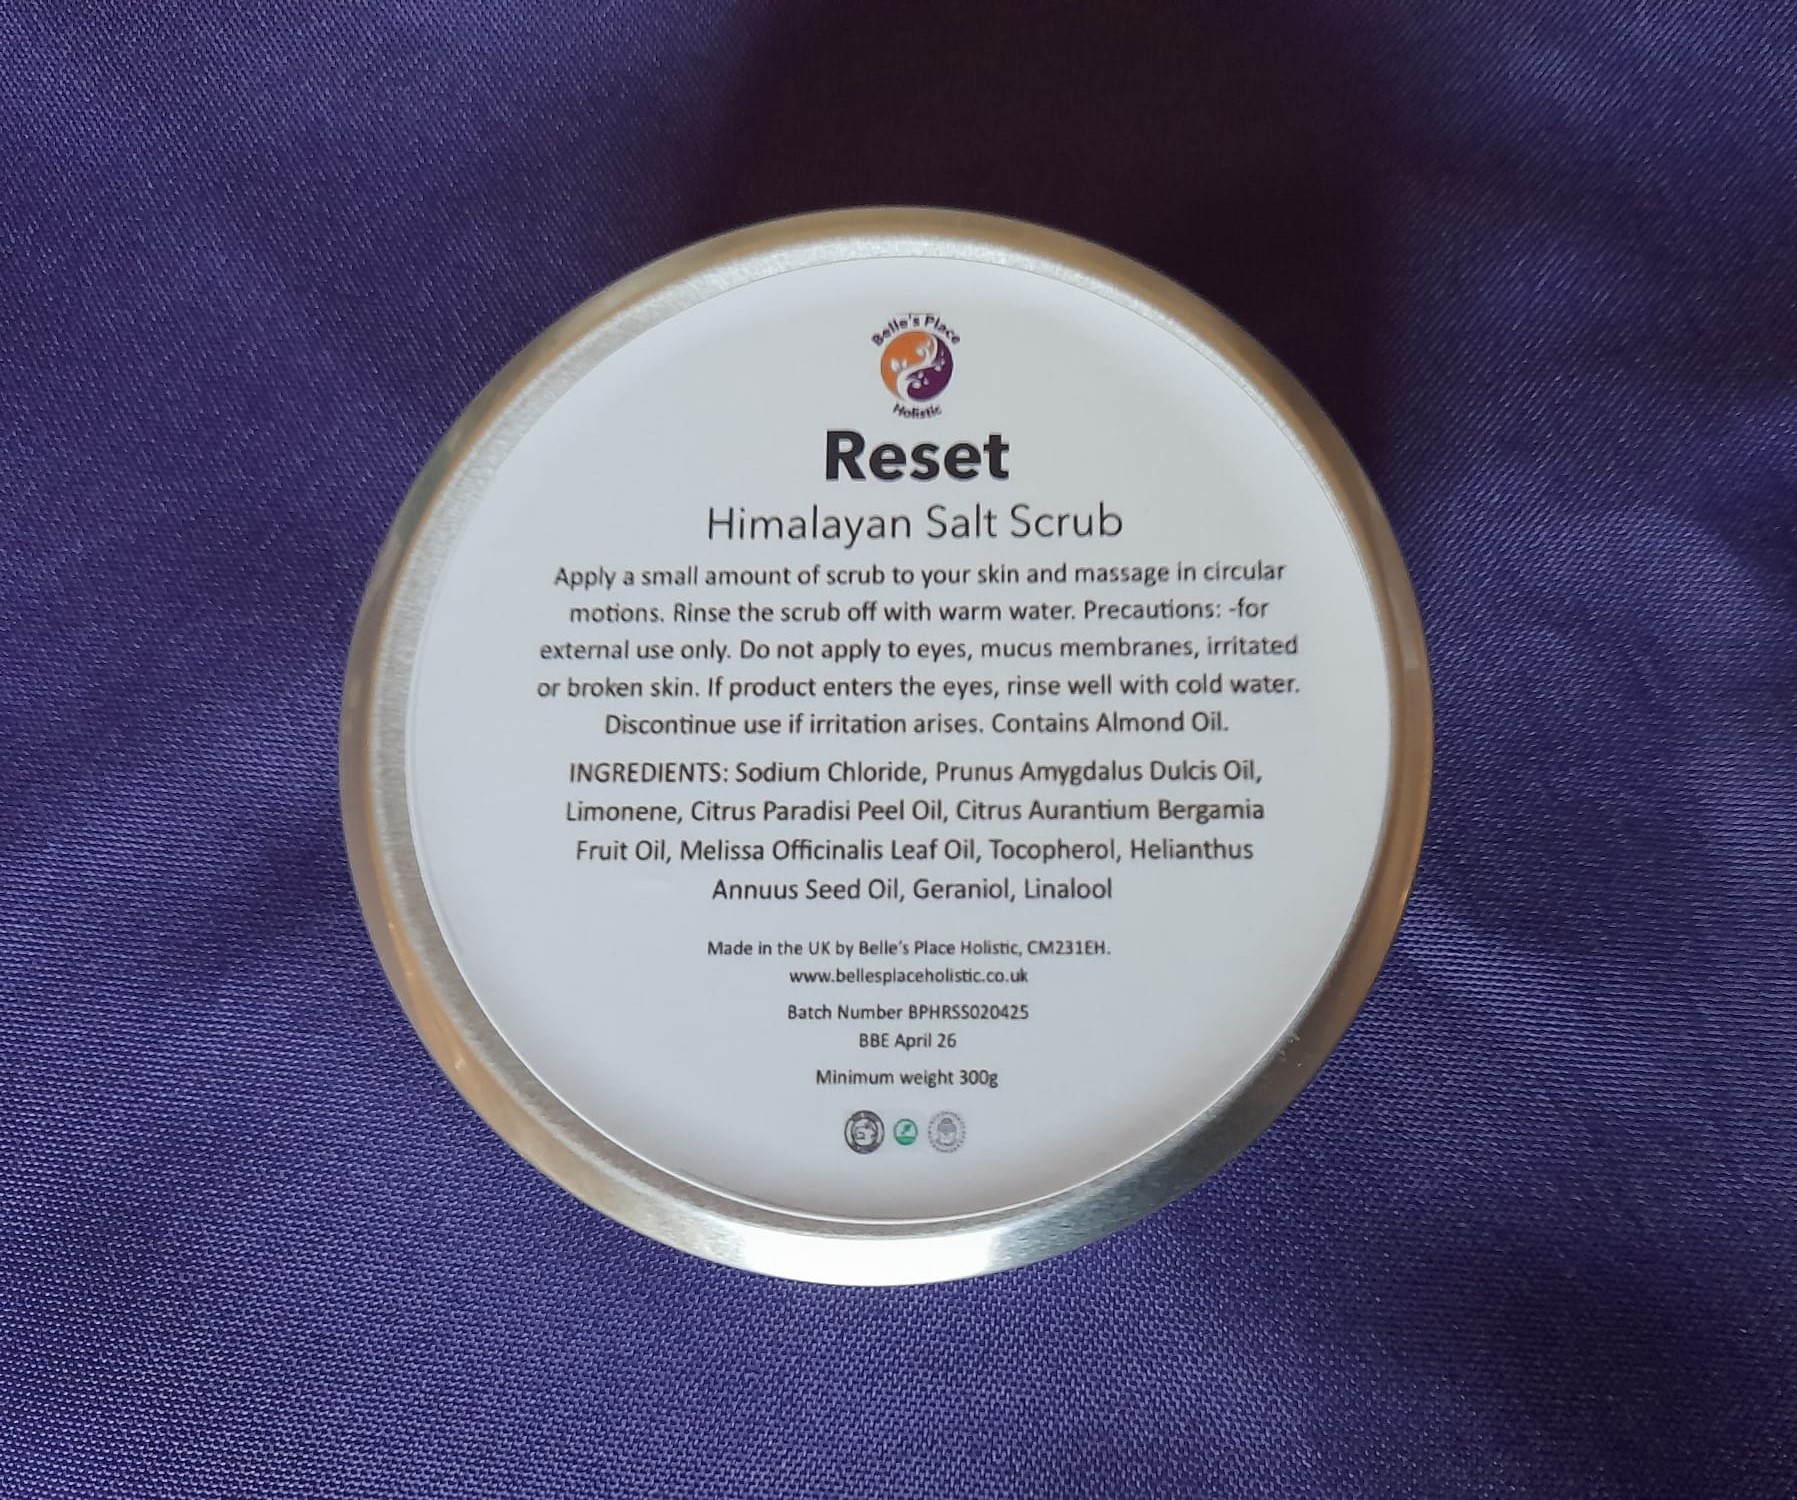 Belle's Place
Holistic
Reset
Himalayan Salt Scrub
Apply a small amount of scrub to your skin and massage in circular
motions. Rinse the scrub off with warm water. Precautions: -for
external use only. Do not apply to eyes, mucus membranes, irritated
or broken skin. If product enters the eyes, rinse well with cold water.
Discontinue use if irritation arises. Contains Almond Oil.
INGREDIENTS: Sodium Chloride, Prunus Amygdalus Dulcis Oil,
Limonene, Citrus Paradisi Peel Oil, Citrus Aurantium Bergamia
Fruit Oil, Melissa Officinalis Leaf Oil, Tocopherol, Helianthus
Annuus Seed Oil, Geraniol, Linalool
Made in the UK by Belle's Place Holistic, CM231EH.
www.bellesplaceholistic.co.uk
Batch Number BPHRSS020425
BBE April 26
Minimum weight 300g